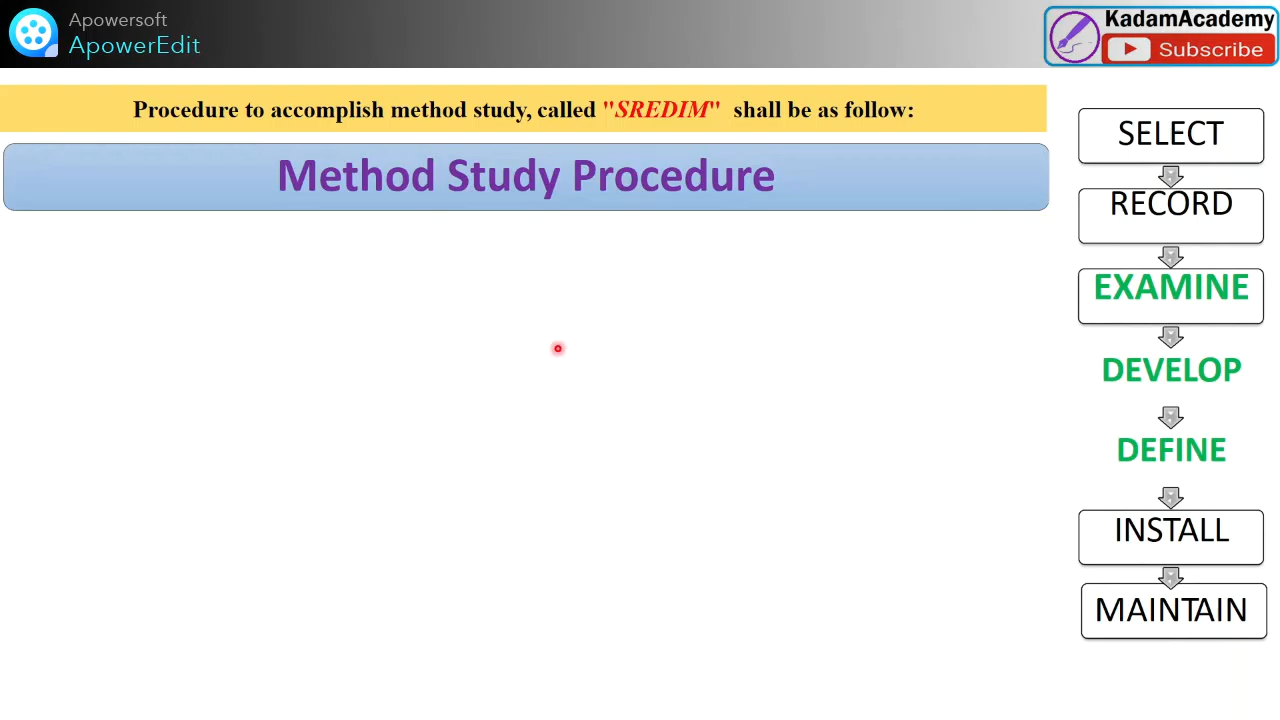 Apowersoft
ApowerEdit
KadamAcademy
Subscribe
Procedure to accomplish method study, called "SREDIM" shall be as follow:
Method Study Procedure
SELECT
RECORD
EXAMINE
DEVELOP
DEFINE
INSTALL
MAINTAIN